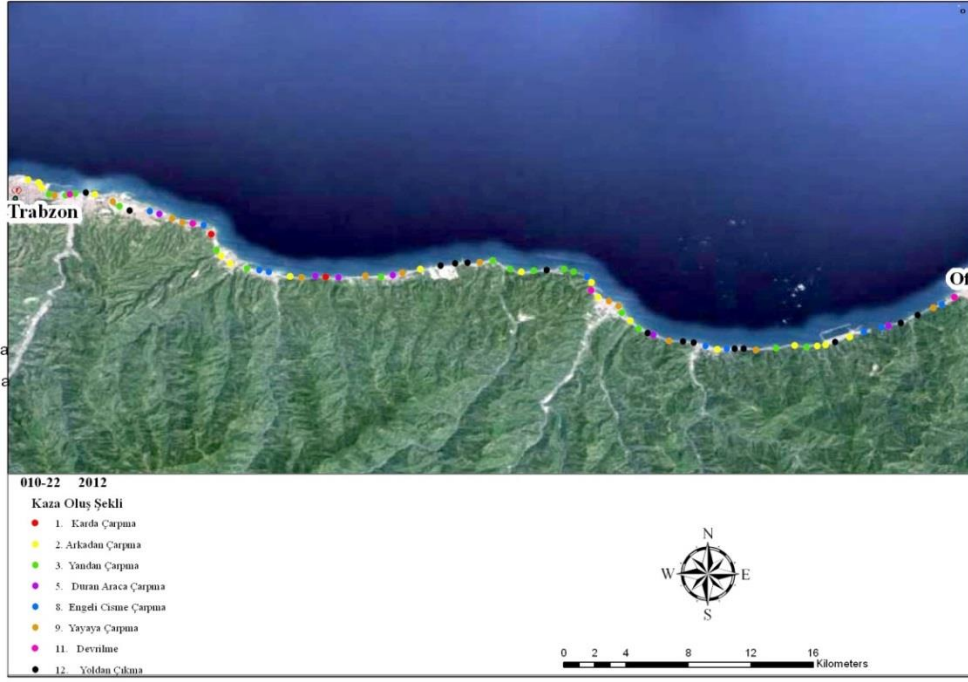 Trabzon
Of
a
a
010-22 2012
Kaza Oluş Şekli
1. Karda Çarpma
2. Arkadan Çarpma
3. Yandan Çarpma
5. Duran Araca Çarpma
8. Engeli Cisme Çarpma
9. Yayaya Çarpma
11. Devrilme
12. Yoldan Çıkma
N
W E
S
0 2 4 8 12 16
Kilometers